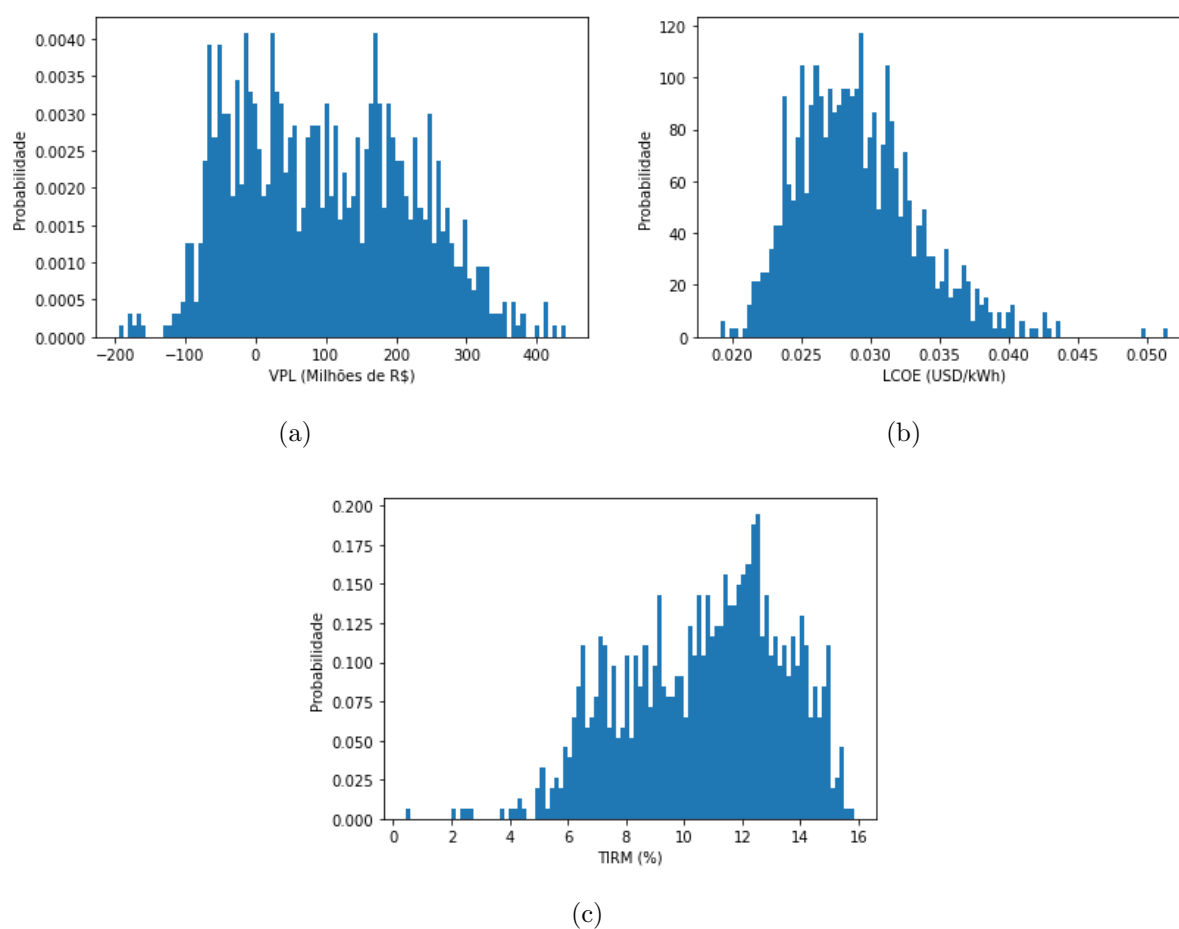 0.0040
0.0035
0.0030
0.0025
0.0020
0.0015
0.0010
0.0005
0.0000
Probabilidade
−200 −100 0 100 200 300 400
VPL (Milhões de R$)
(a)
120
100
80
60
40
20
0
Probabilidade
0.020 0.025 0.030 0.035 0.040 0.045 0.050
LCOE (USD/kWh)
(b)
0.200
0.175
0.150
0.125
0.100
0.075
0.050
0.025
0.000
Probabilidade
0 2 4 6 8 10 12 14 16
TIRM (%)
(c)